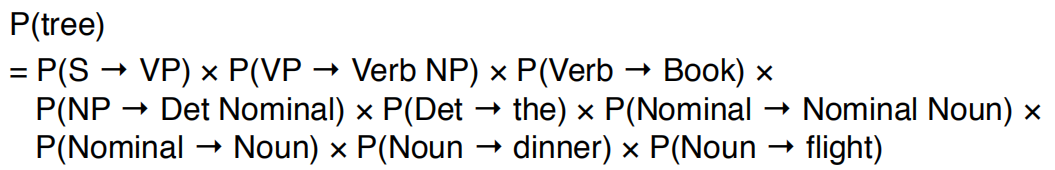 P(tree)
= P(S → VP) × P(VP → Verb NP) × P(Verb → Book) ×
P(NP → Det Nominal) × P(Det → the) × P(Nominal → Nominal Noun) ×
P(Nominal → Noun) × P(Noun → dinner) × P(Noun → flight)